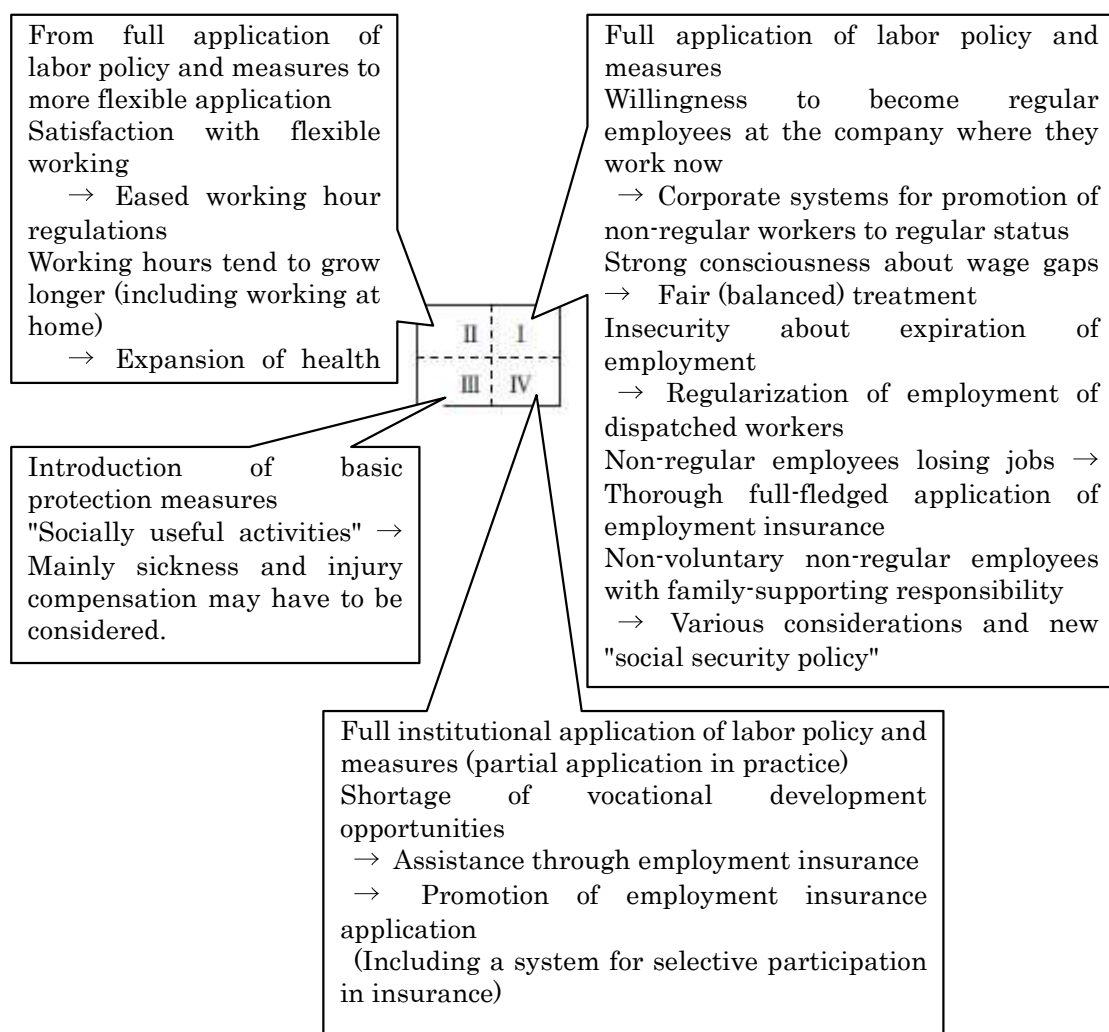 From full application of
labor policy and measures to
more flexible application
Satisfaction with flexible
working
→ Eased working hour
regulations
Working hours tend to grow
longer (including working at
home)
→ Expansion of health
Full application of labor policy and
measures
Willingness to become regular
employees at the company where they
work now
→ Corporate systems for promotion of
non-regular workers to regular status
Strong consciousness about wage gaps
→ Fair (balanced) treatment
Insecurity about expiration of
employment
→ Regularization of employment of
dispatched workers
Non-regular employees losing jobs →
Thorough full-fledged application of
employment insurance
Non-voluntary non-regular employees
with family-supporting responsibility
→ Various considerations and new
"social security policy"
II I
III IV
Introduction of basic
protection measures
"Socially useful activities" →
Mainly sickness and injury
compensation may have to be
considered.
Full institutional application of labor policy and
measures (partial application in practice)
Shortage of vocational development
opportunities
→ Assistance through employment insurance
→ Promotion of employment insurance
application
(Including a system for selective participation
in insurance)